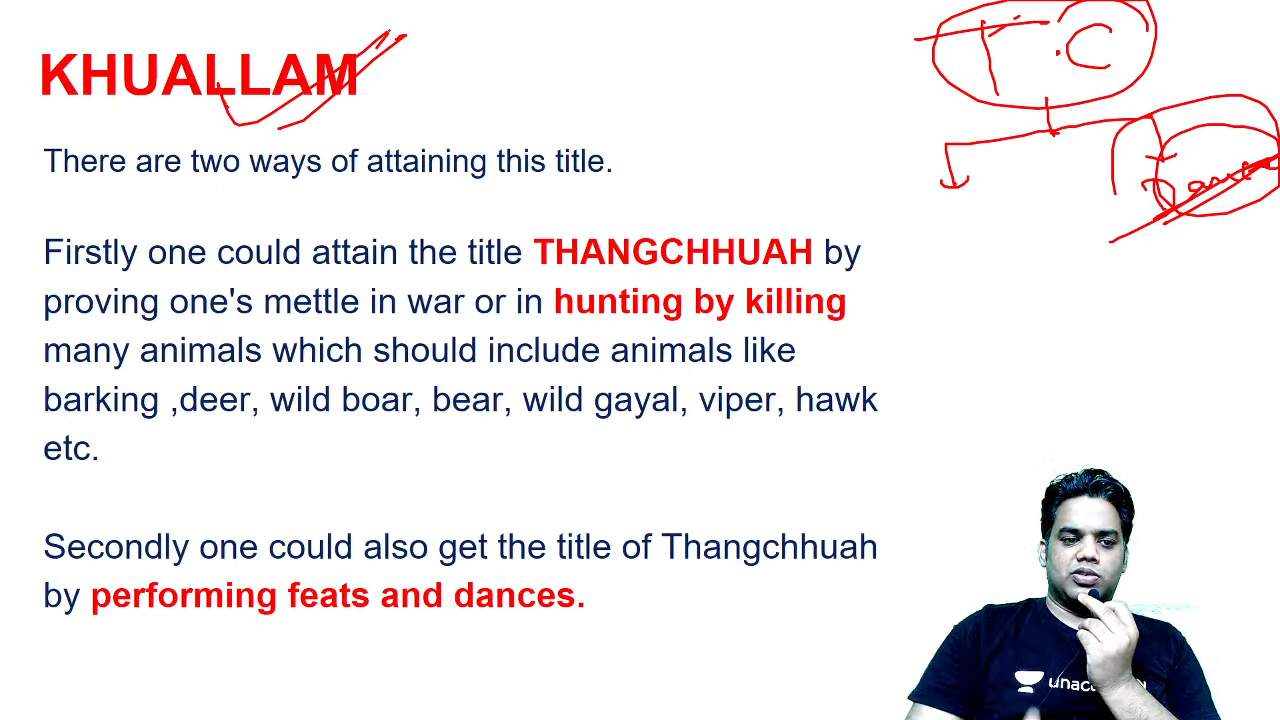 KHUALLAM
T.C
There are two ways of attaining this title.
Firstly one could attain the title THANGCHHUAH by
proving one's mettle in war or in hunting by killing
many animals which should include animals like
barking ,deer, wild boar, bear, wild gayal, viper, hawk
etc.
Secondly one could also get the title of Thangchhuah
by performing feats and dances.